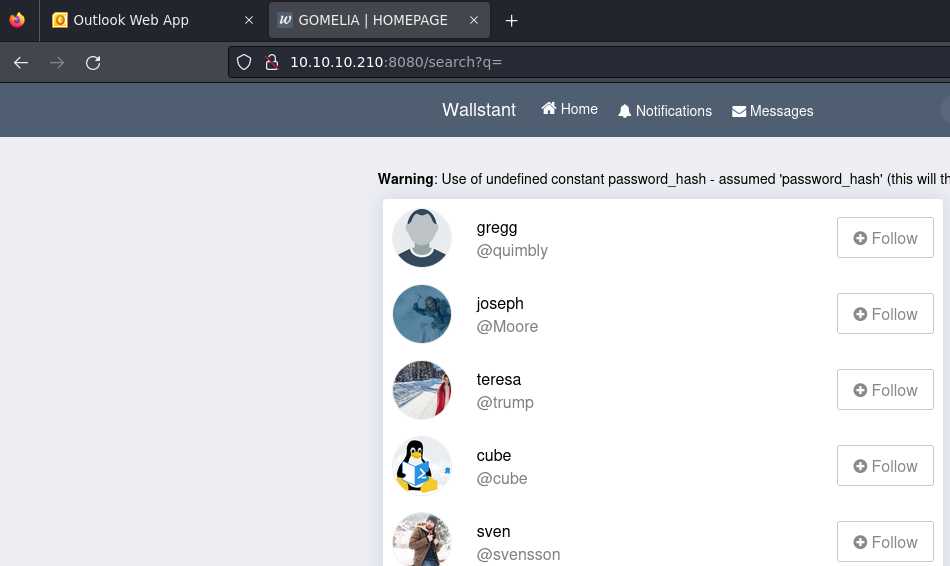 Outlook Web App
GOMELIA | HOMEPAGE
10.10.10.210:8080/search?q=
Wallstant Home Notifications Messages
Warning: Use of undefined constant password_hash - assumed 'password_hash' (this will th
gregg
@quimbly
Follow
joseph
@Moore
Follow
teresa
@trump
Follow
cube
@cube
Follow
sven
@svensson
Follow